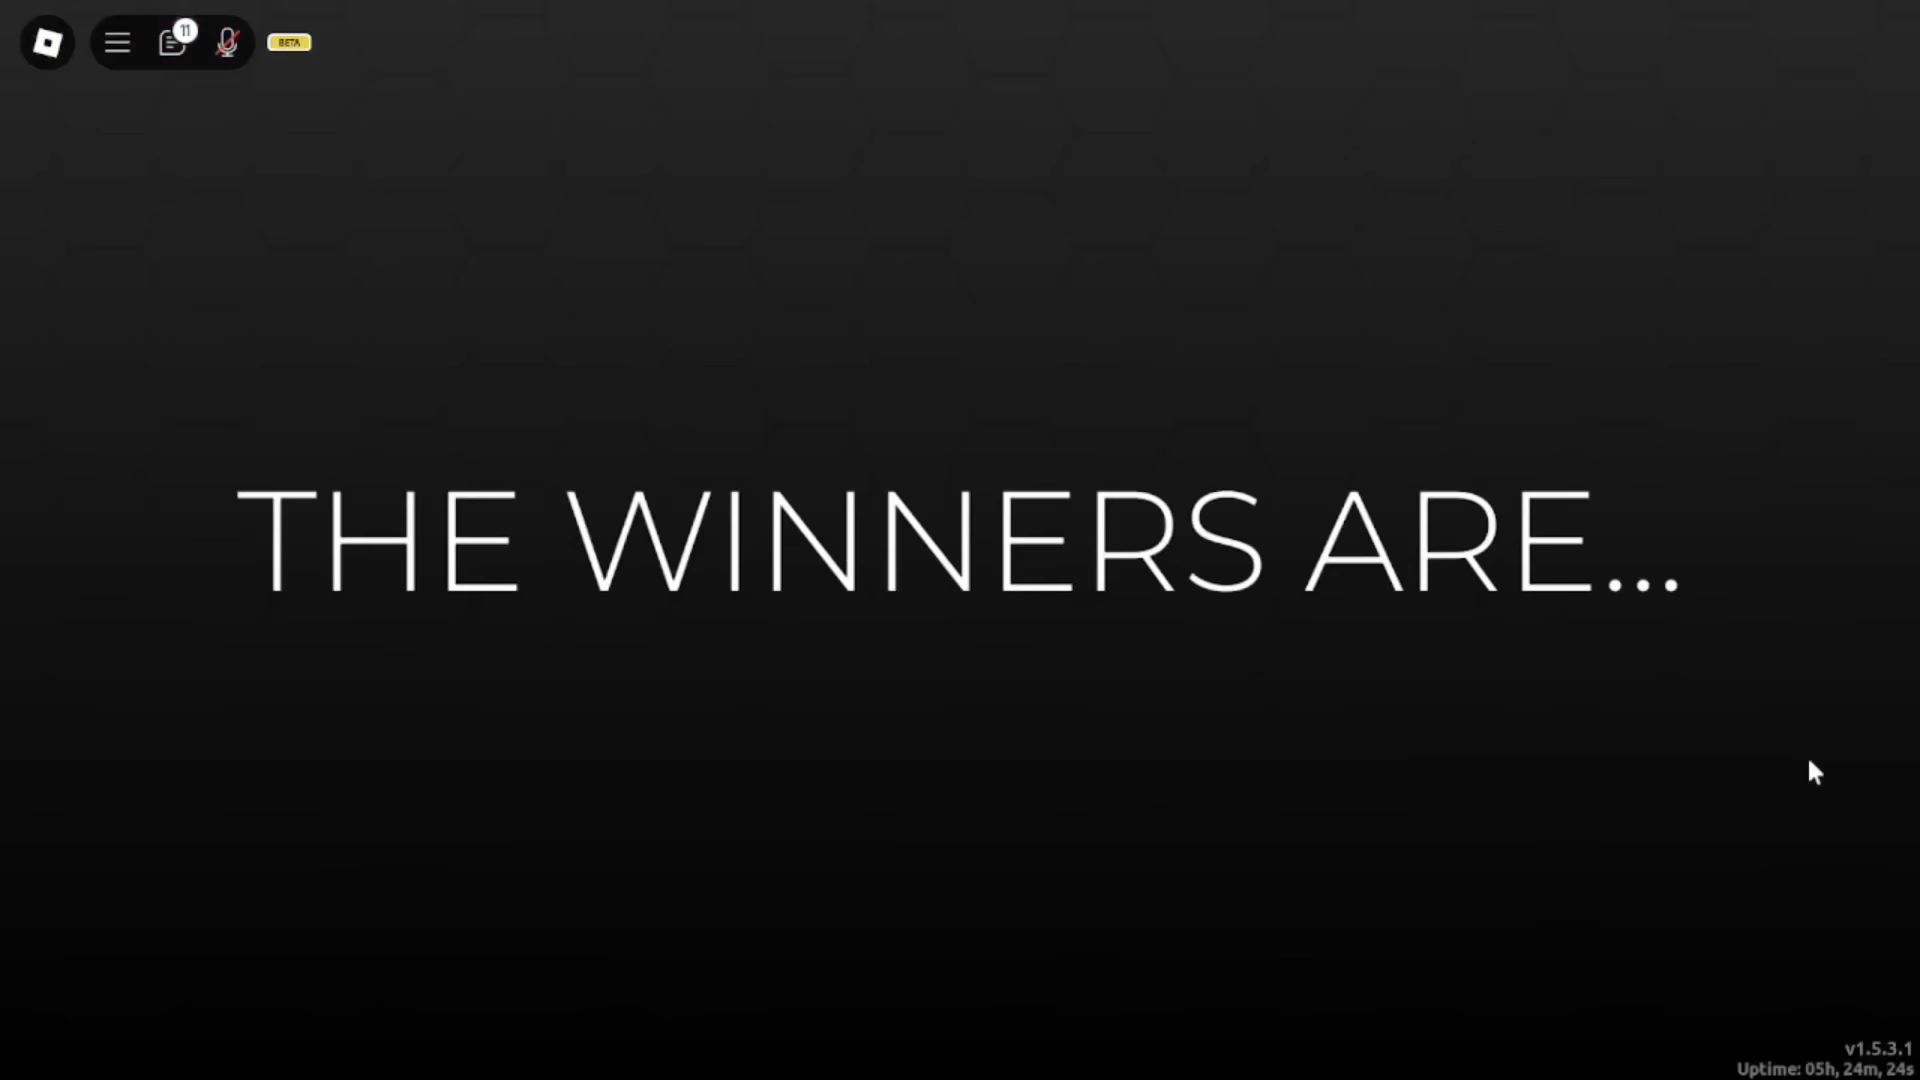 11
BETA
THE WINNERS ARE...
v1.5.3.1
Uptime: 05h, 24m, 24s